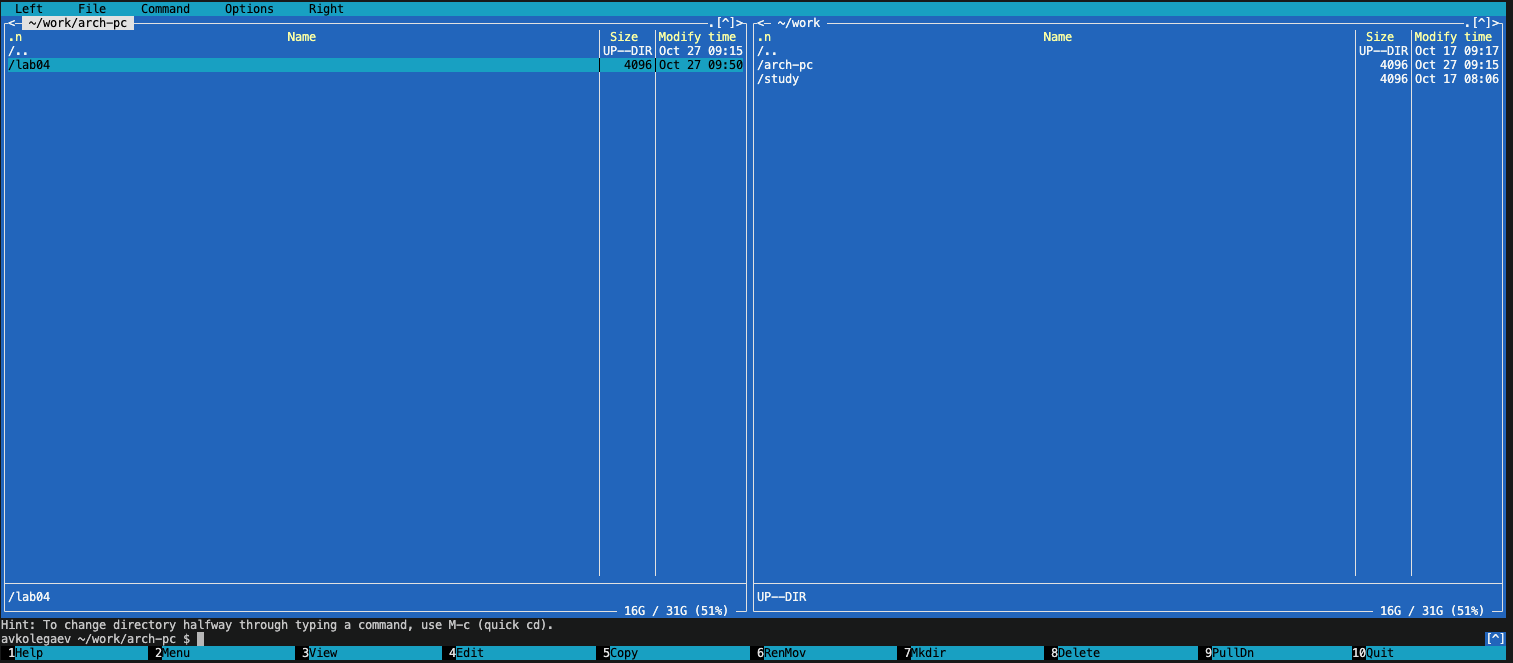 Left File Command Options Right
<- ~/work/arch-pc .[^]> <- ~/work .[^]>
.n Name Size Modify time .n Name Size Modify time
/.. UP--DIR Oct 27 09:15 /.. UP--DIR Oct 17 09:17
/lab04 4096 Oct 27 09:50 /arch-pc 4096 Oct 27 09:15
/study 4096 Oct 17 08:06
/lab04 UP--DIR
16G / 31G (51%) 16G / 31G (51%)
Hint: To change directory halfway through typing a command, use M-c (quick cd).
avkolegaev ~/work/arch-pc $ [^]
1Help 2Menu 3View 4Edit 5Copy 6RenMov 7Mkdir 8Delete 9PullDn 10Quit